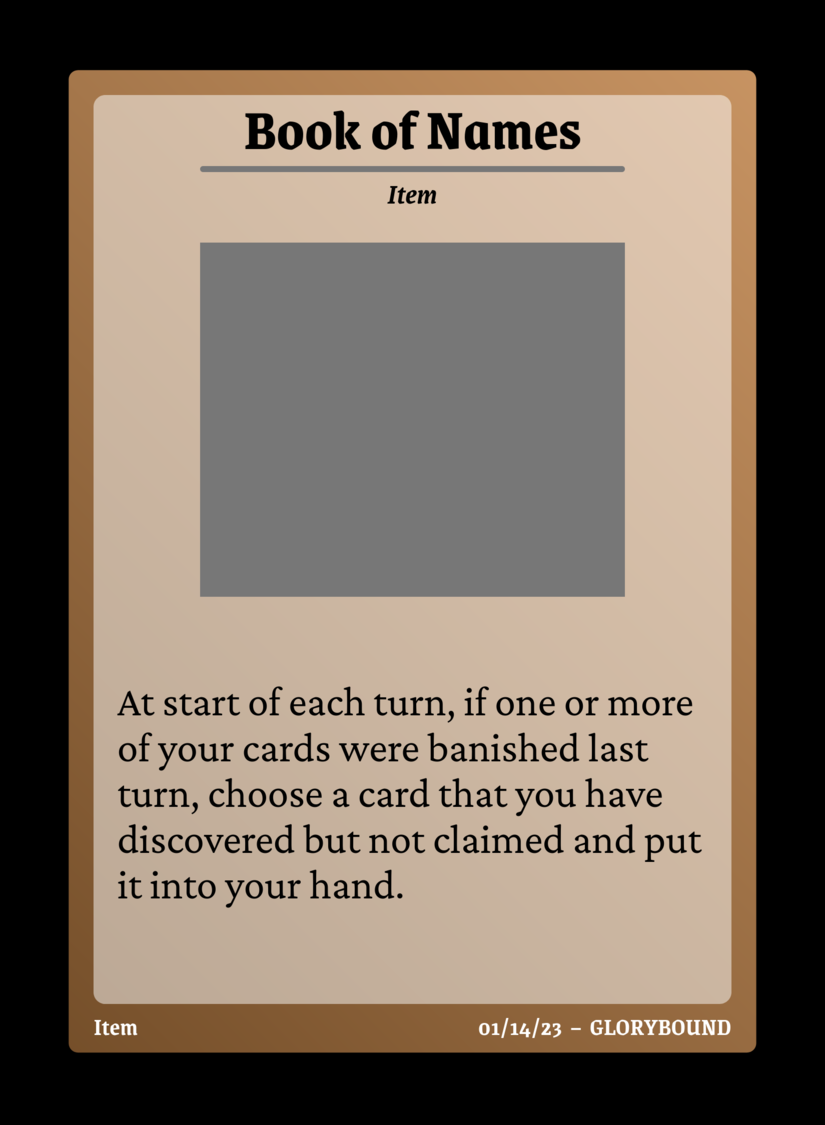 Book of Names
Item
At start of each turn, if one or more
of your cards were banished last
turn, choose a card that you have
discovered but not claimed and put
it into your hand.
Item
01/14/23 – GLORYBOUND